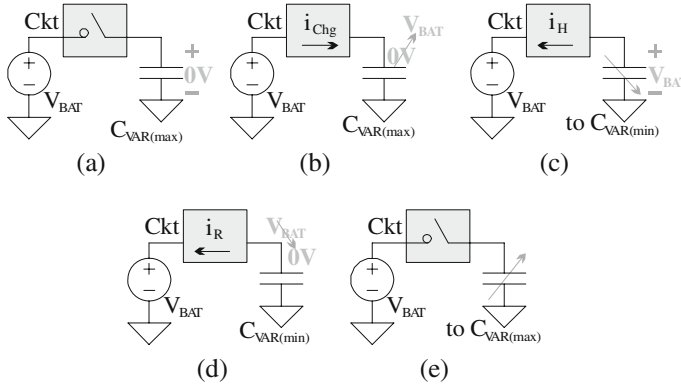 Ckt
+
−
V_BAT
+
0V
−
C_VAR(max)
(a)
Ckt
i_Chg
+
−
V_BAT
V_BAT
0V
C_VAR(max)
(b)
Ckt
i_H
+
−
V_BAT
+
V_BAT
−
to C_VAR(min)
(c)
Ckt
i_R
+
−
V_BAT
V_BAT
0V
C_VAR(min)
(d)
Ckt
+
−
V_BAT
to C_VAR(max)
(e)